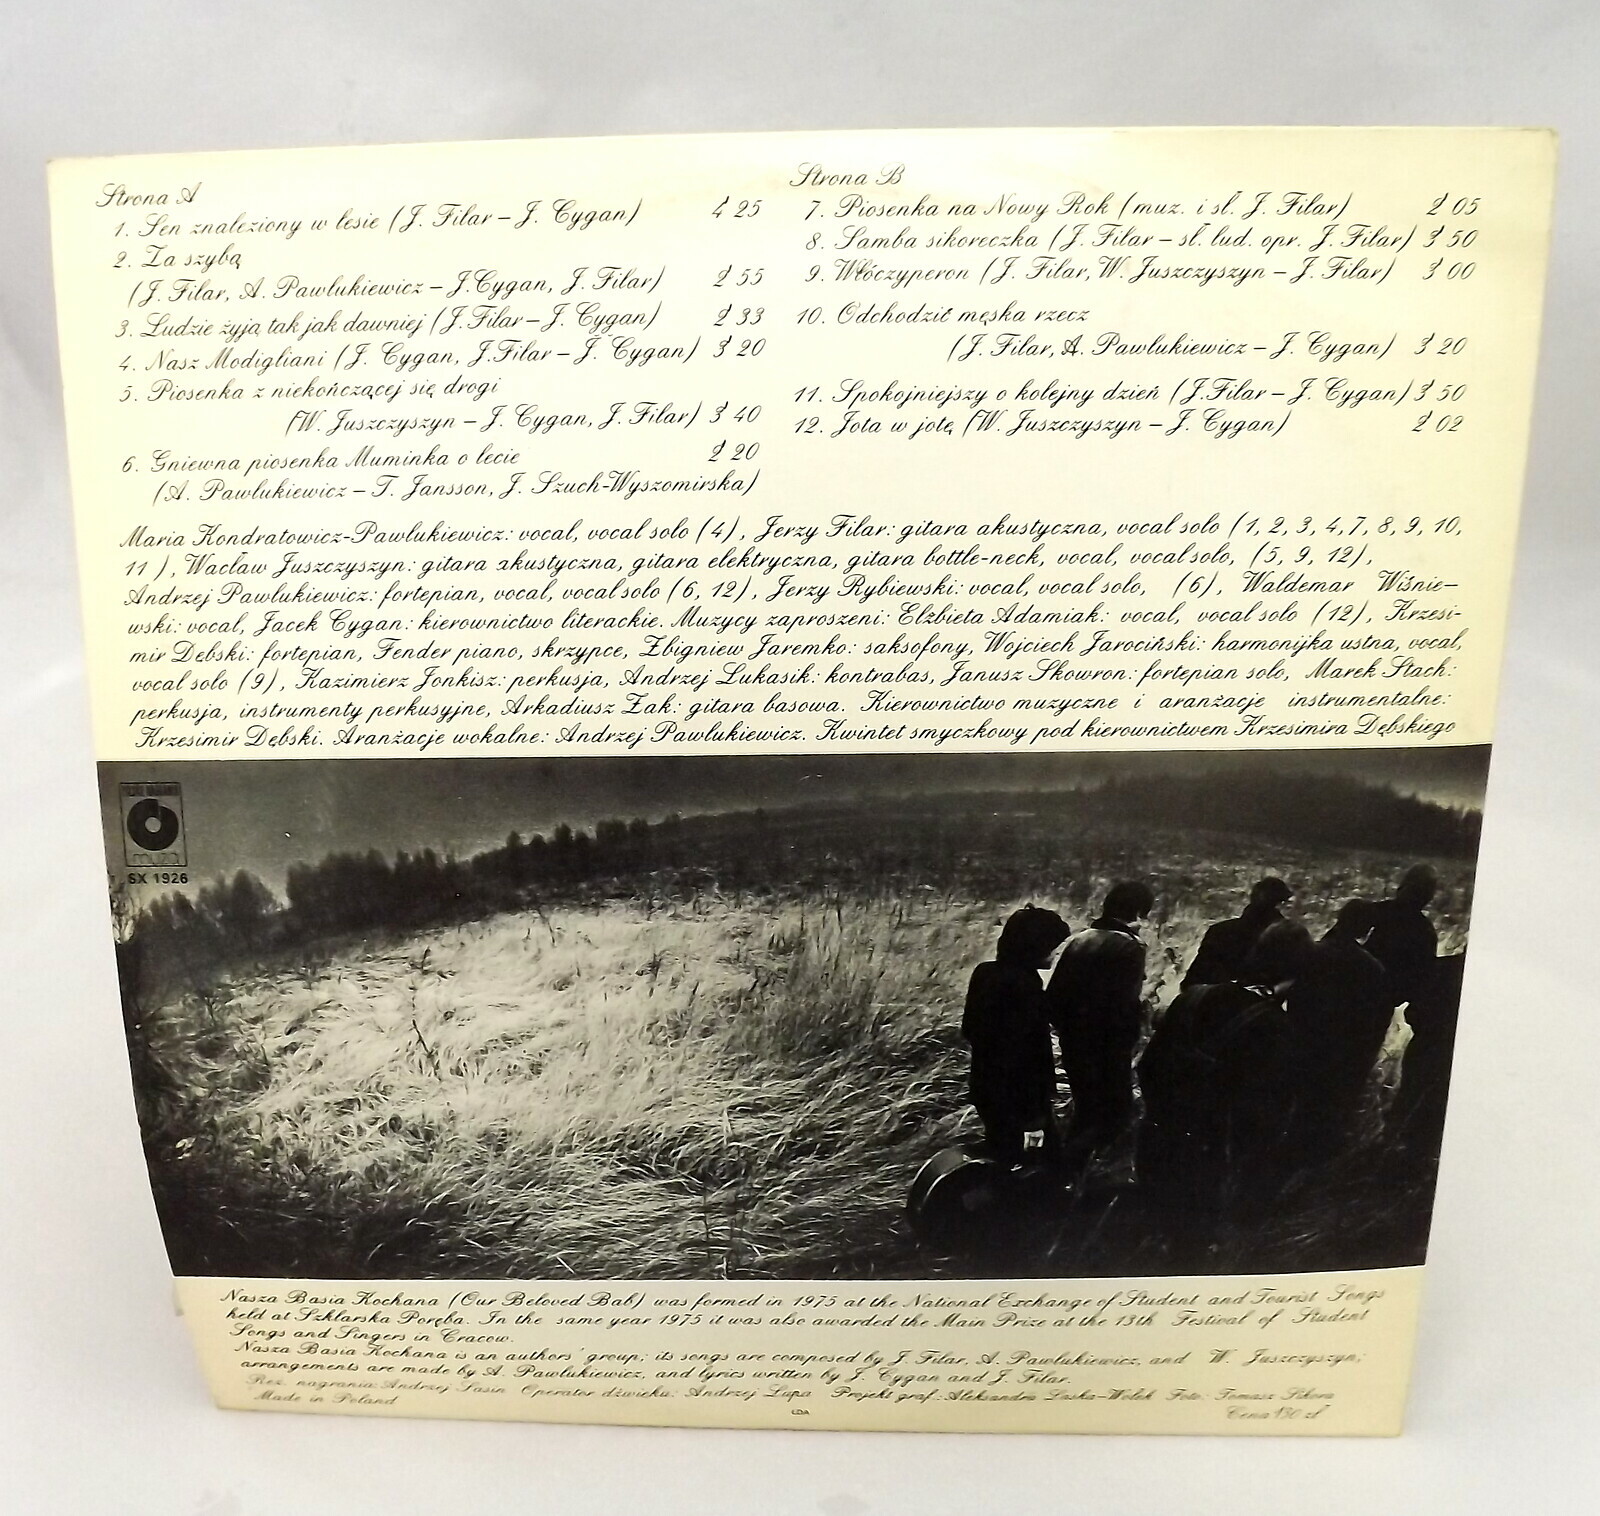 Strona A
1. Sen znaleziony w lesie (J. Filar – J. Cygan) 4'25
2. Za szybą
(J. Filar, A. Pawlukiewicz – J. Cygan, J. Filar) 2'55
3. Ludzie żyją tak jak dawniej (J. Filar – J. Cygan) 2'33
4. Nasz Modigliani (J. Cygan, J. Filar – J. Cygan) 3'20
5. Piosenka z niekończącej się drogi
(W. Juszczyszyn – J. Cygan, J. Filar) 3'40
6. Gniewna piosenka Muminka o lecie 2'20
(A. Pawlukiewicz – T. Jansson, J. Szuch-Wyszomirska)
Strona B
7. Piosenka na Nowy Rok (muz. i sł. J. Filar) 2'05
8. Samba sikoreczka (J. Filar – sł. lud. opr. J. Filar) 3'50
9. Włóczyperon (J. Filar, W. Juszczyszyn – J. Filar) 3'00
10. Odchodzić męska rzecz
(J. Filar, A. Pawlukiewicz – J. Cygan) 3'20
11. Spokojniejszy o kolejny dzień (J. Filar – J. Cygan) 3'50
12. Jota w jotę (W. Juszczyszyn – J. Cygan) 2'02
Maria Kondratowicz-Pawlukiewicz: vocal, vocal solo (4), Jerzy Filar: gitara akustyczna, vocal solo (1, 2, 3, 4, 7, 8, 9, 10,
11), Wacław Juszczyszyn: gitara akustyczna, gitara elektryczna, gitara bottle-neck, vocal, vocal solo, (5, 9, 12),
Andrzej Pawlukiewicz: fortepian, vocal, vocal solo (6, 12), Jerzy Rybiewski: vocal, vocal solo, (6), Waldemar Wiśnie–
wski: vocal, Jacek Cygan: kierownictwo literackie. Muzycy zaproszeni: Elżbieta Adamiak: vocal, vocal solo (12), Krzesi-
mir Dębski: fortepian, Fender piano, skrzypce, Zbigniew Jaremko: saksofony, Wojciech Jarociński: harmonijka ustna, vocal,
vocal solo (9), Kazimierz Jonkisz: perkusja, Andrzej Łukasik: kontrabas, Janusz Skowron: fortepian solo, Marek Stach:
perkusja, instrumenty perkusyjne, Arkadiusz Żak: gitara basowa. Kierownictwo muzyczne i aranżacje instrumentalne:
Krzesimir Dębski. Aranżacje wokalne: Andrzej Pawlukiewicz. Kwintet smyczkowy pod kierownictwem Krzesimira Dębskiego
muza
SX 1926
Nasza Basia Kochana (Our Beloved Bab) was formed in 1975 at the National Exchange of Student and Tourist Songs
held at Szklarska Poręba. In the same year 1975 it was also awarded the Main Prize at the 13th Festival of Student
Songs and Singers in Cracow.
Nasza Basia Kochana is an authors' group; its songs are composed by J. Filar, A. Pawlukiewicz, and W. Juszczyszyn;
arrangements are made by A. Pawlukiewicz, and lyrics written by J. Cygan and J. Filar.
Reż. nagrania: Andrzej Sasin Operator dźwięku: Andrzej Lupa Projekt graf.: Aleksandra Laska-Wołek Foto: Tomasz Sikora
Made in Poland
Cena 130 zł